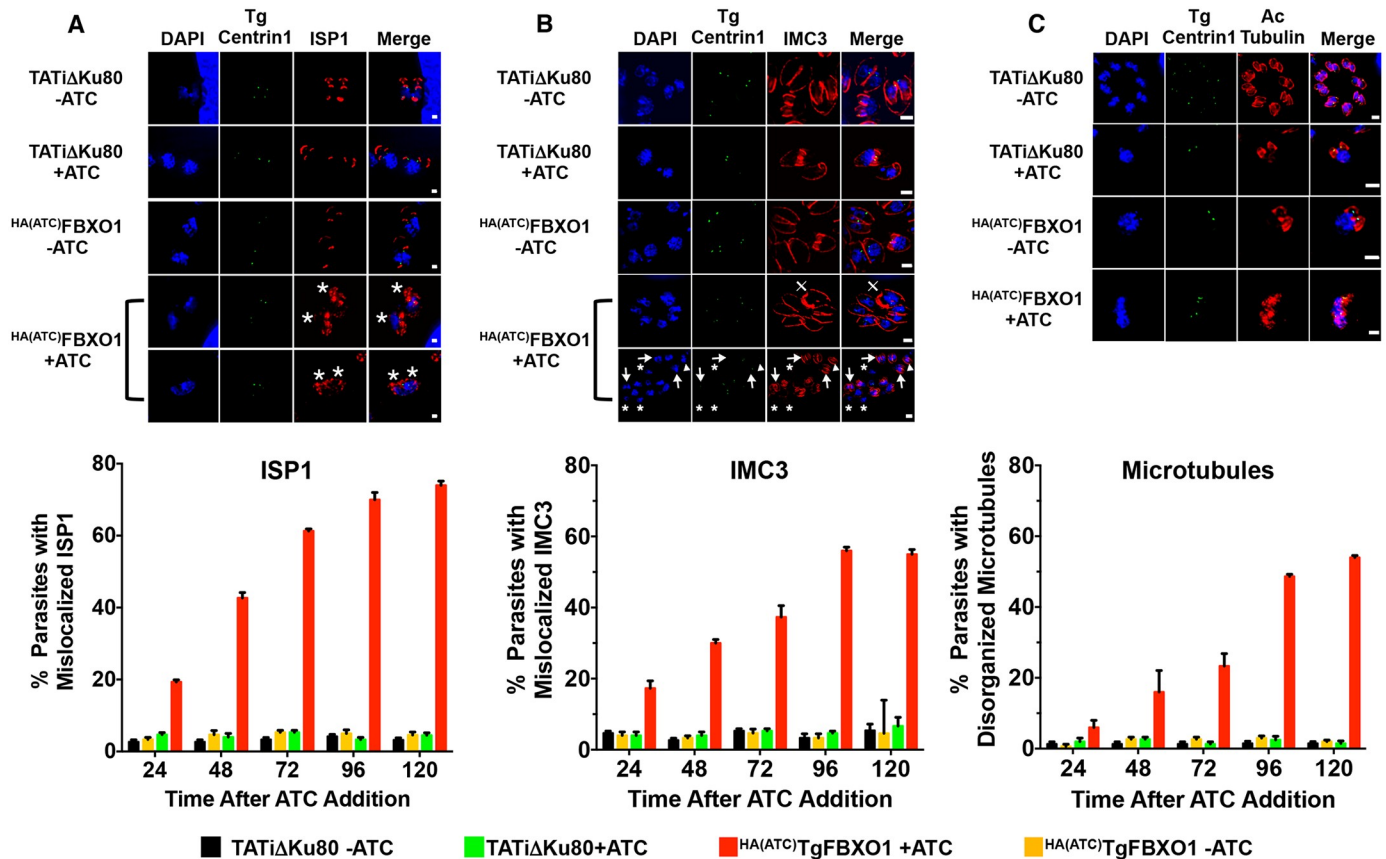 A
DAPI
Tg
Centrin1
ISP1
Merge
TATiΔKu80
-ATC
TATiΔKu80
+ATC
HA(ATC)FBXO1
-ATC
HA(ATC)FBXO1
+ATC
* * * *
* * * *
B
DAPI
Tg
Centrin1
IMC3
Merge
TATiΔKu80
-ATC
TATiΔKu80
+ATC
HA(ATC)FBXO1
-ATC
HA(ATC)FBXO1
+ATC
× ×
* * * *
* * * * * * * *
C
DAPI
Tg
Centrin1
Ac
Tubulin
Merge
TATiΔKu80
-ATC
TATiΔKu80
+ATC
HA(ATC)FBXO1
-ATC
HA(ATC)FBXO1
+ATC
ISP1
% Parasites with
Mislocalized ISP1
80
60
40
20
0
24 48 72 96 120
Time After ATC Addition
IMC3
% Parasites with
Mislocalized IMC3
80
60
40
20
0
24 48 72 96 120
Time After ATC Addition
Microtubules
% Parasites with
Disorganized Microtubules
80
60
40
20
0
24 48 72 96 120
Time After ATC Addition
TATiΔKu80 -ATC
TATiΔKu80+ATC
HA(ATC)TgFBXO1 +ATC
HA(ATC)TgFBXO1 -ATC